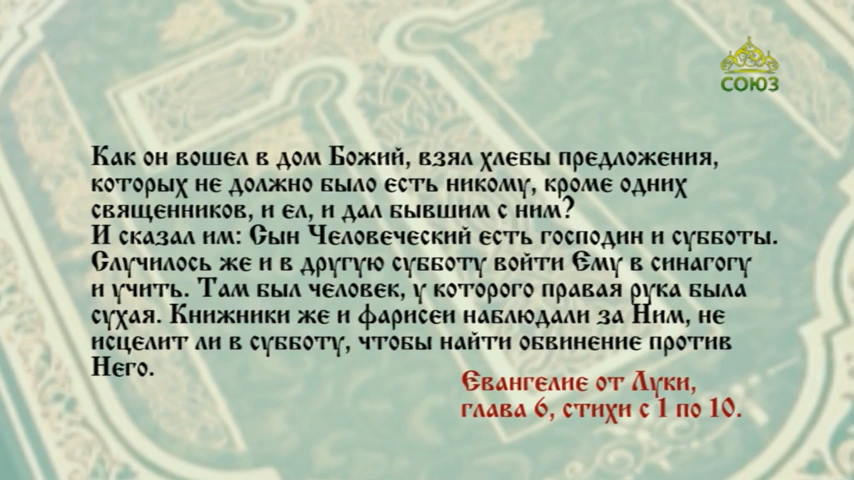 СОЮЗ
Как он вошел в дом Божий, взял хлебы предложения,
которых не должно было есть никому, кроме одних
священников, и ел, и дал бывшим с ним?
И сказал им: Сын Человеческий есть господин и субботы.
Случилось же и в другую субботу войти Ему в синагогу
и учить. Там был человек, у которого правая рука была
сухая. Книжники же и фарисеи наблюдали за Ним, не
исцелит ли в субботу, чтобы найти обвинение против
Него.
Евангелие от Луки,
глава 6, стихи с 1 по 10.